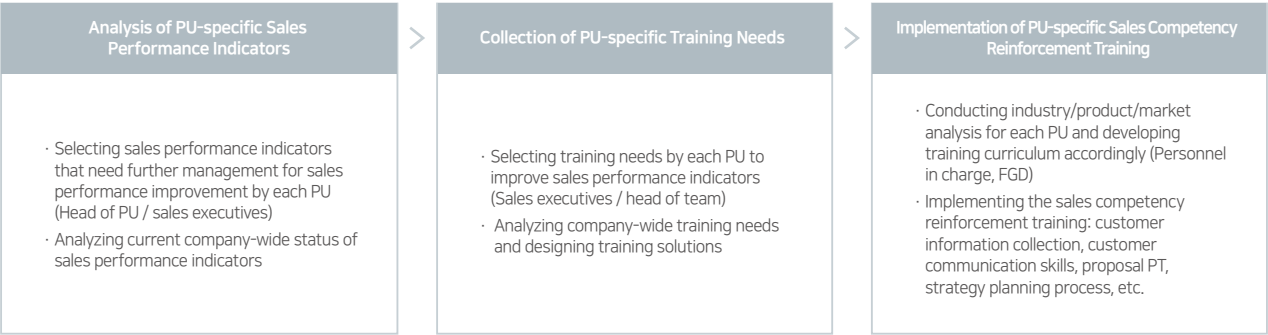 Analysis of PU-specific Sales
Performance Indicators
· Selecting sales performance indicators
that need further management for sales
performance improvement by each PU
(Head of PU / sales executives)
· Analyzing current company-wide status of
sales performance indicators
>
Collection of PU-specific Training Needs
· Selecting training needs by each PU to
improve sales performance indicators
(Sales executives / head of team)
· Analyzing company-wide training needs
and designing training solutions
>
Implementation of PU-specific Sales Competency
Reinforcement Training
· Conducting industry/product/market
analysis for each PU and developing
training curriculum accordingly (Personnel
in charge, FGD)
· Implementing the sales competency
reinforcement training: customer
information collection, customer
communication skills, proposal PT,
strategy planning process, etc.